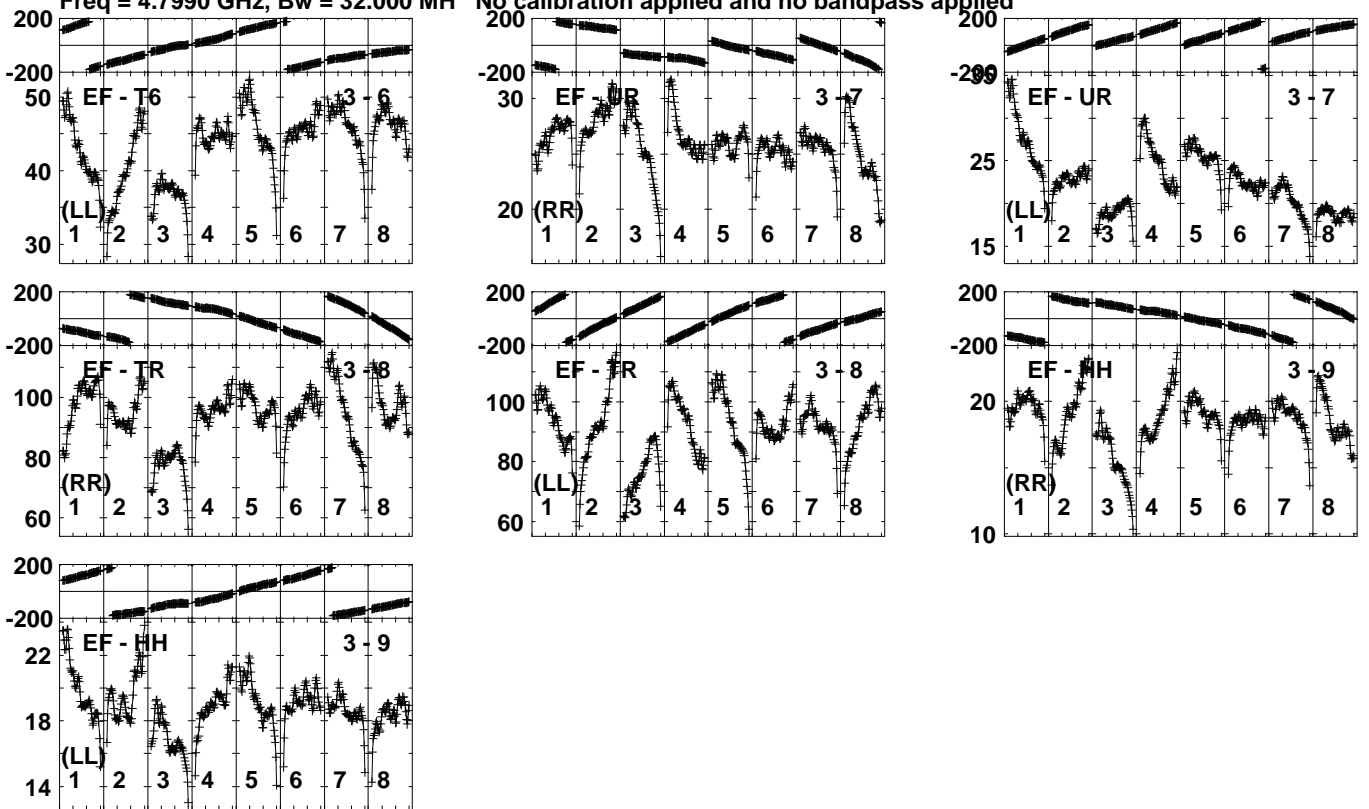 Freq = 4.7990 GHz, Bw = 32.000 MH No calibration applied and no bandpass applied
200
-200
50
40
30
EF - T6
3 - 6
(LL)
1 2 3 4 5 6 7 8
30
20
EF - UR
3 - 7
(RR)
1 2 3 4 5 6 7 8
200
-200
35
25
15
EF - UR
3 - 7
(LL)
1 2 3 4 5 6 7 8
200
-200
100
80
60
EF - TR
3 - 8
(RR)
1 2 3 4 5 6 7 8
200
-200
100
80
60
EF - TR
3 - 8
(LL)
1 2 3 4 5 6 7 8
200
-200
20
10
EF - HH
3 - 9
(RR)
1 2 3 4 5 6 7 8
200
-200
22
18
14
EF - HH
3 - 9
(LL)
1 2 3 4 5 6 7 8